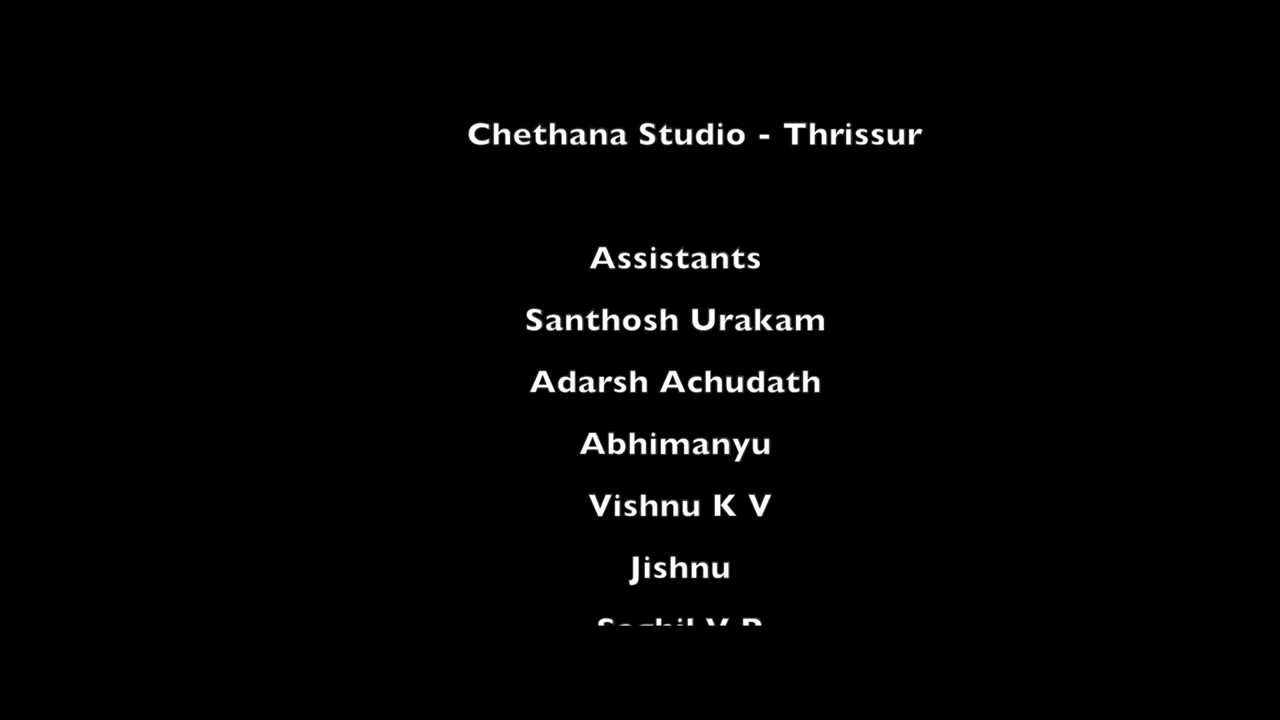 Chethana Studio - Thrissur
Assistants
Santhosh Urakam
Adarsh Achudath
Abhimanyu
Vishnu K V
Jishnu